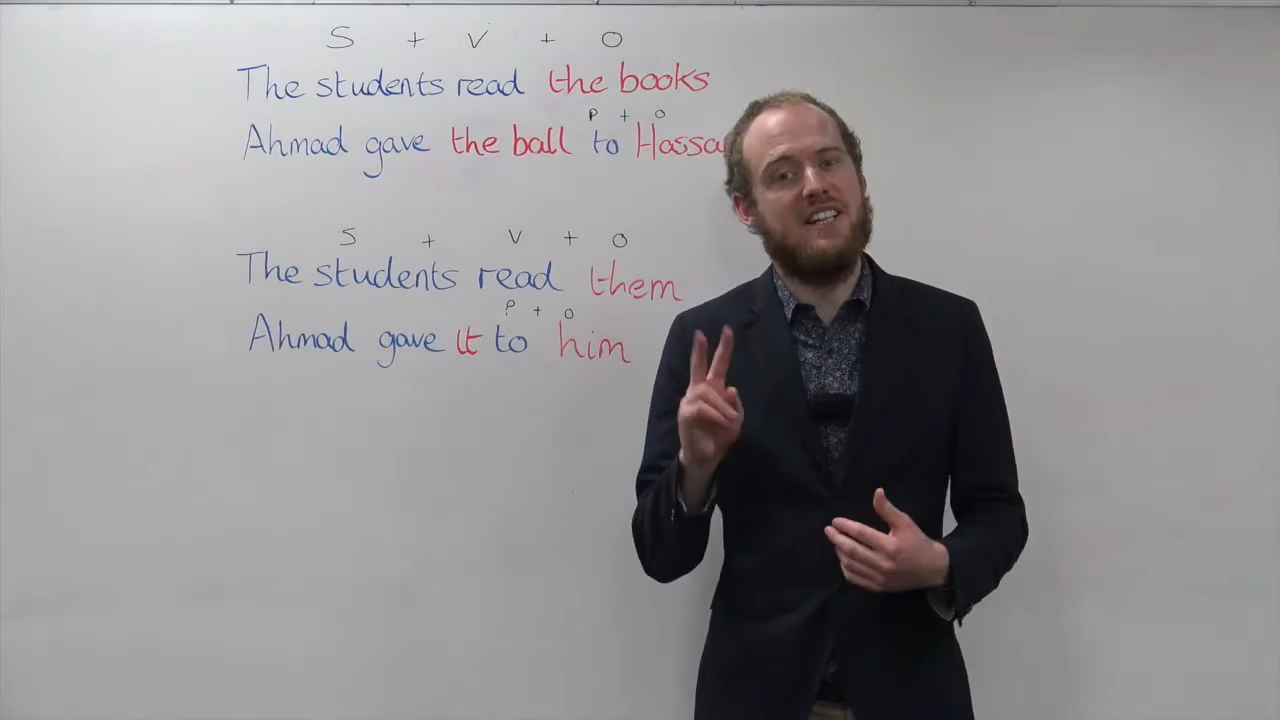 S + V + O
The students read the books
P + O
Ahmad gave the ball to
S + V + O
The students read them
P + O
Ahmad gave it to him